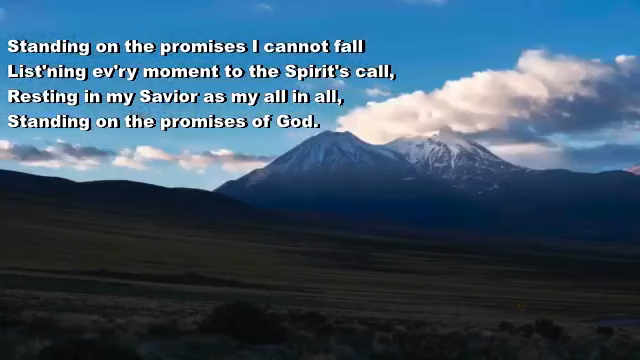 Standing on the promises I cannot fall
List'ning ev'ry moment to the Spirit's call,
Resting in my Savior as my all in all,
Standing on the promises of God.